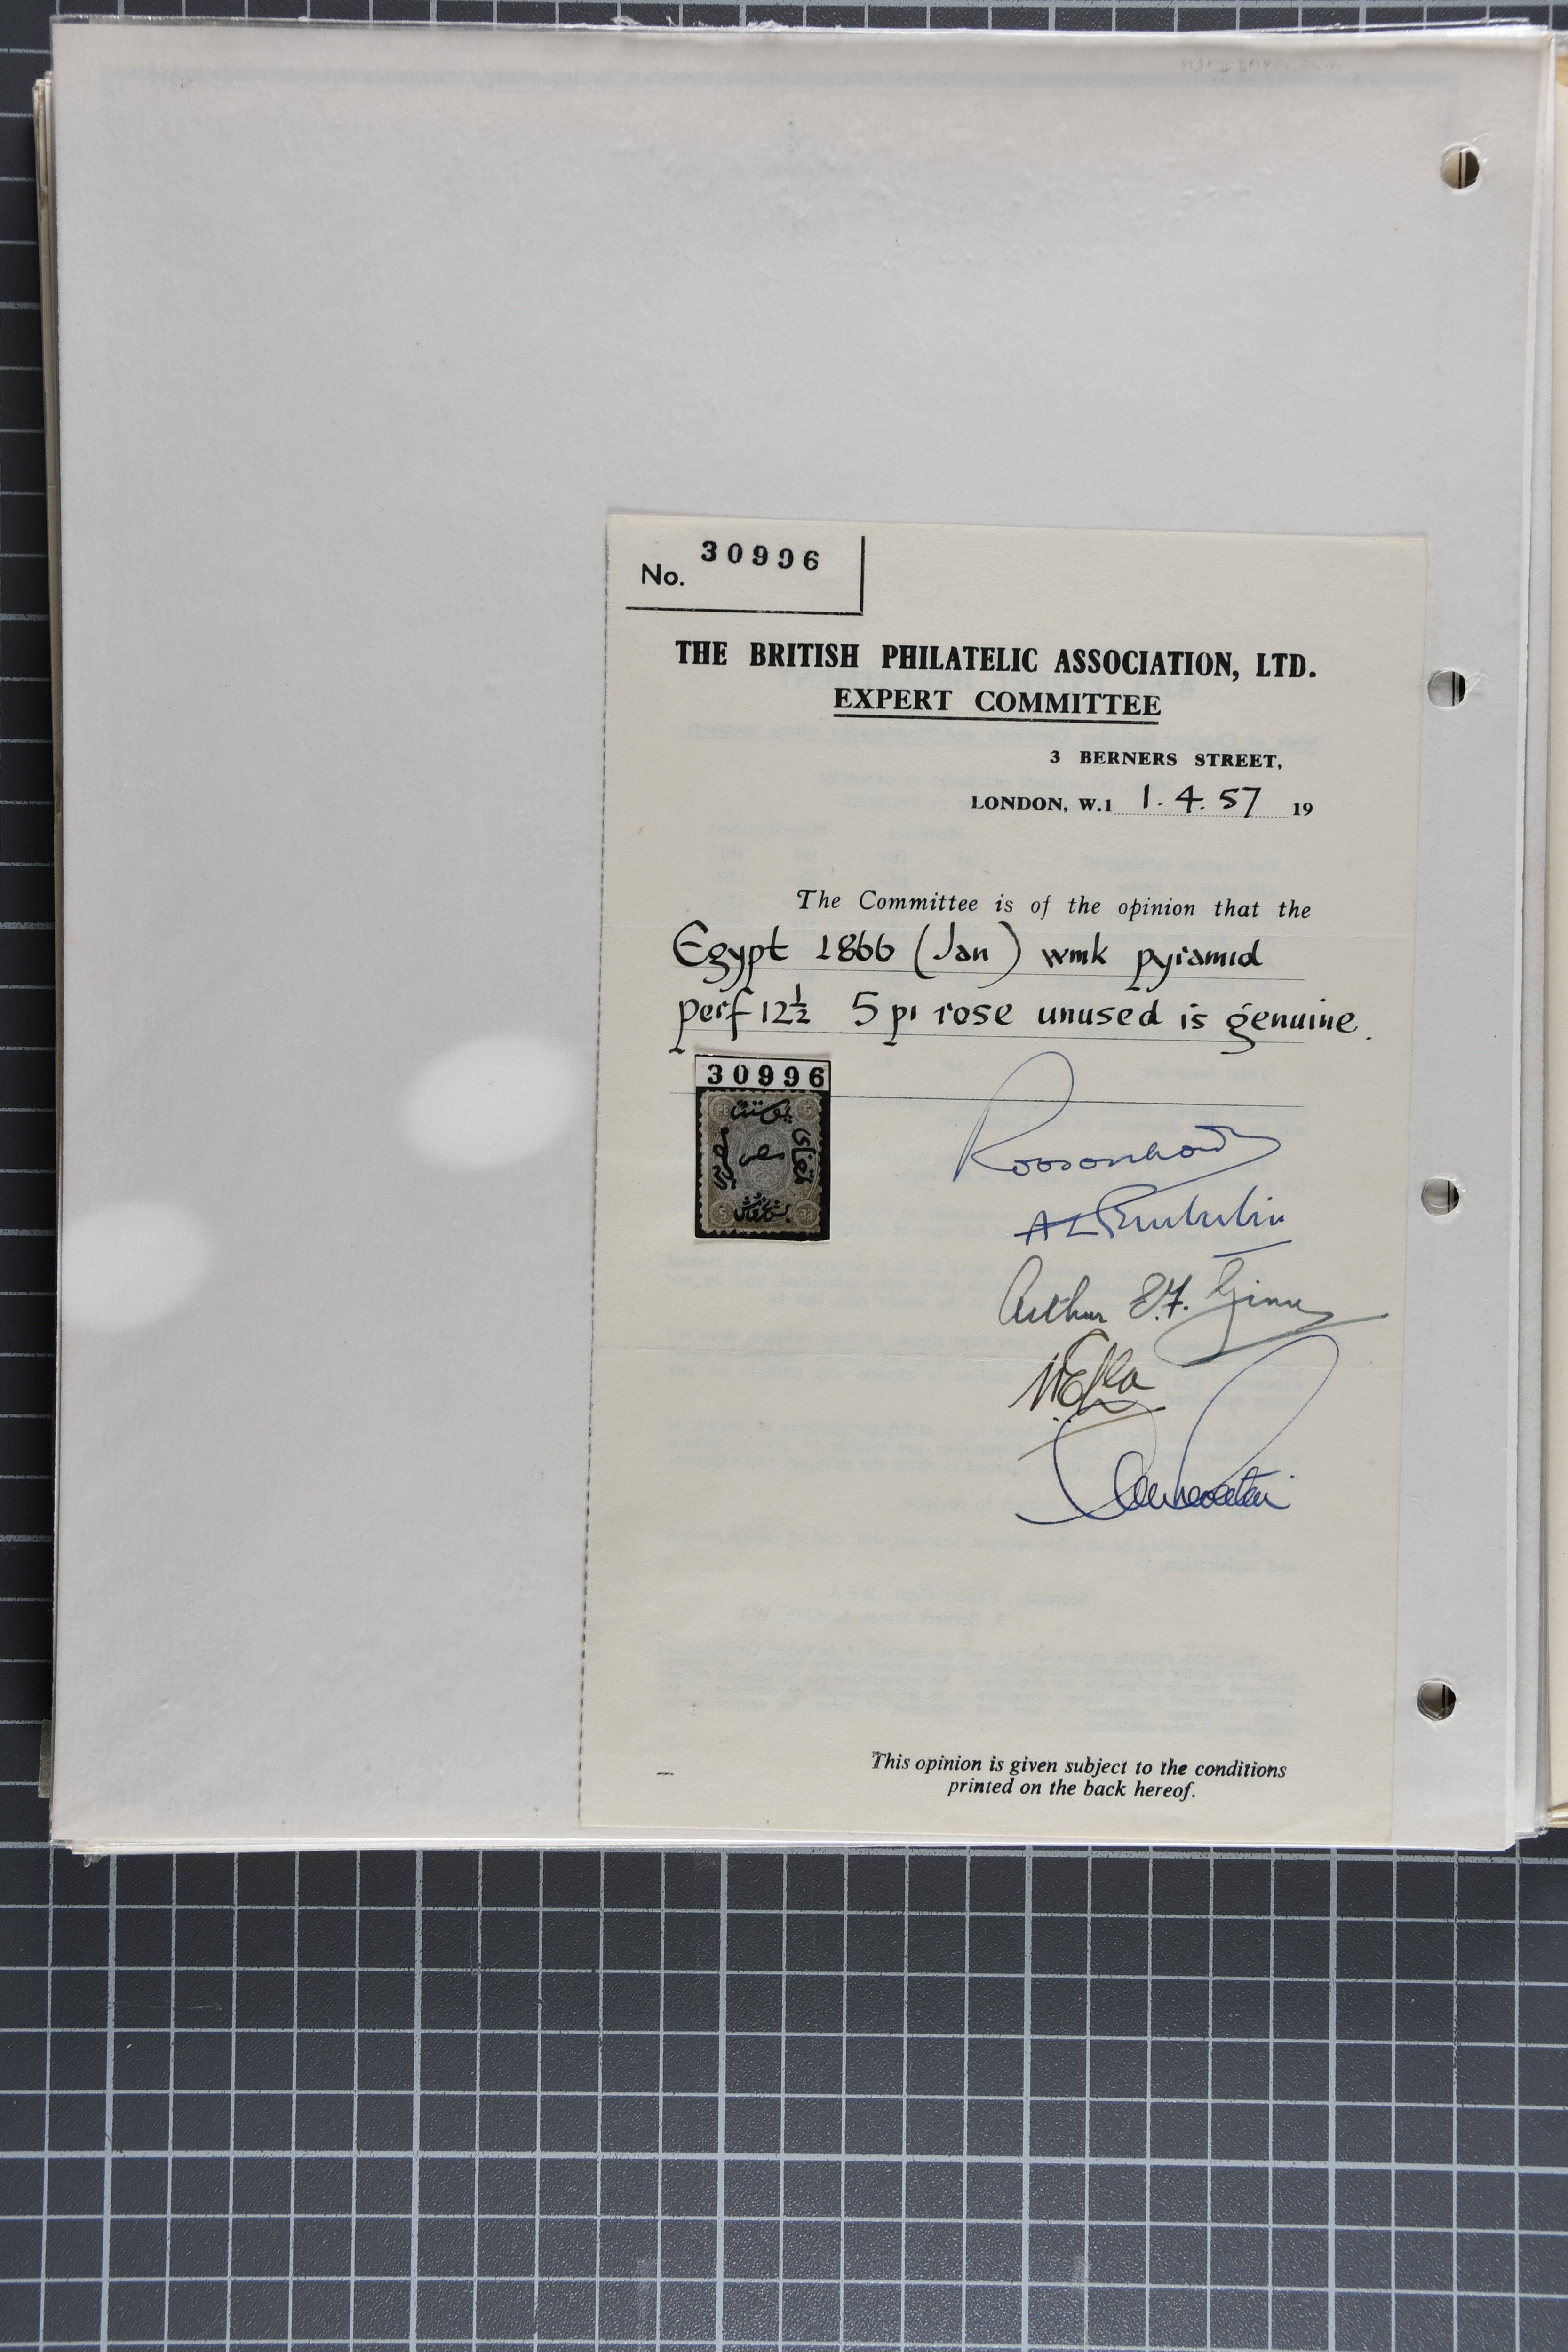 30996
No.
THE BRITISH PHILATELIC ASSOCIATION, LTD.
EXPERT COMMITTEE
3 BERNERS STREET,
LONDON, W.1 1.4.57 19
The Committee is of the opinion that the
Egypt 1866 (Jan) wmk pyramid
perf 12½ 5 pi rose unused is genuine.
30996
مصر
Arthur E.F.
This opinion is given subject to the conditions
printed on the back hereof.